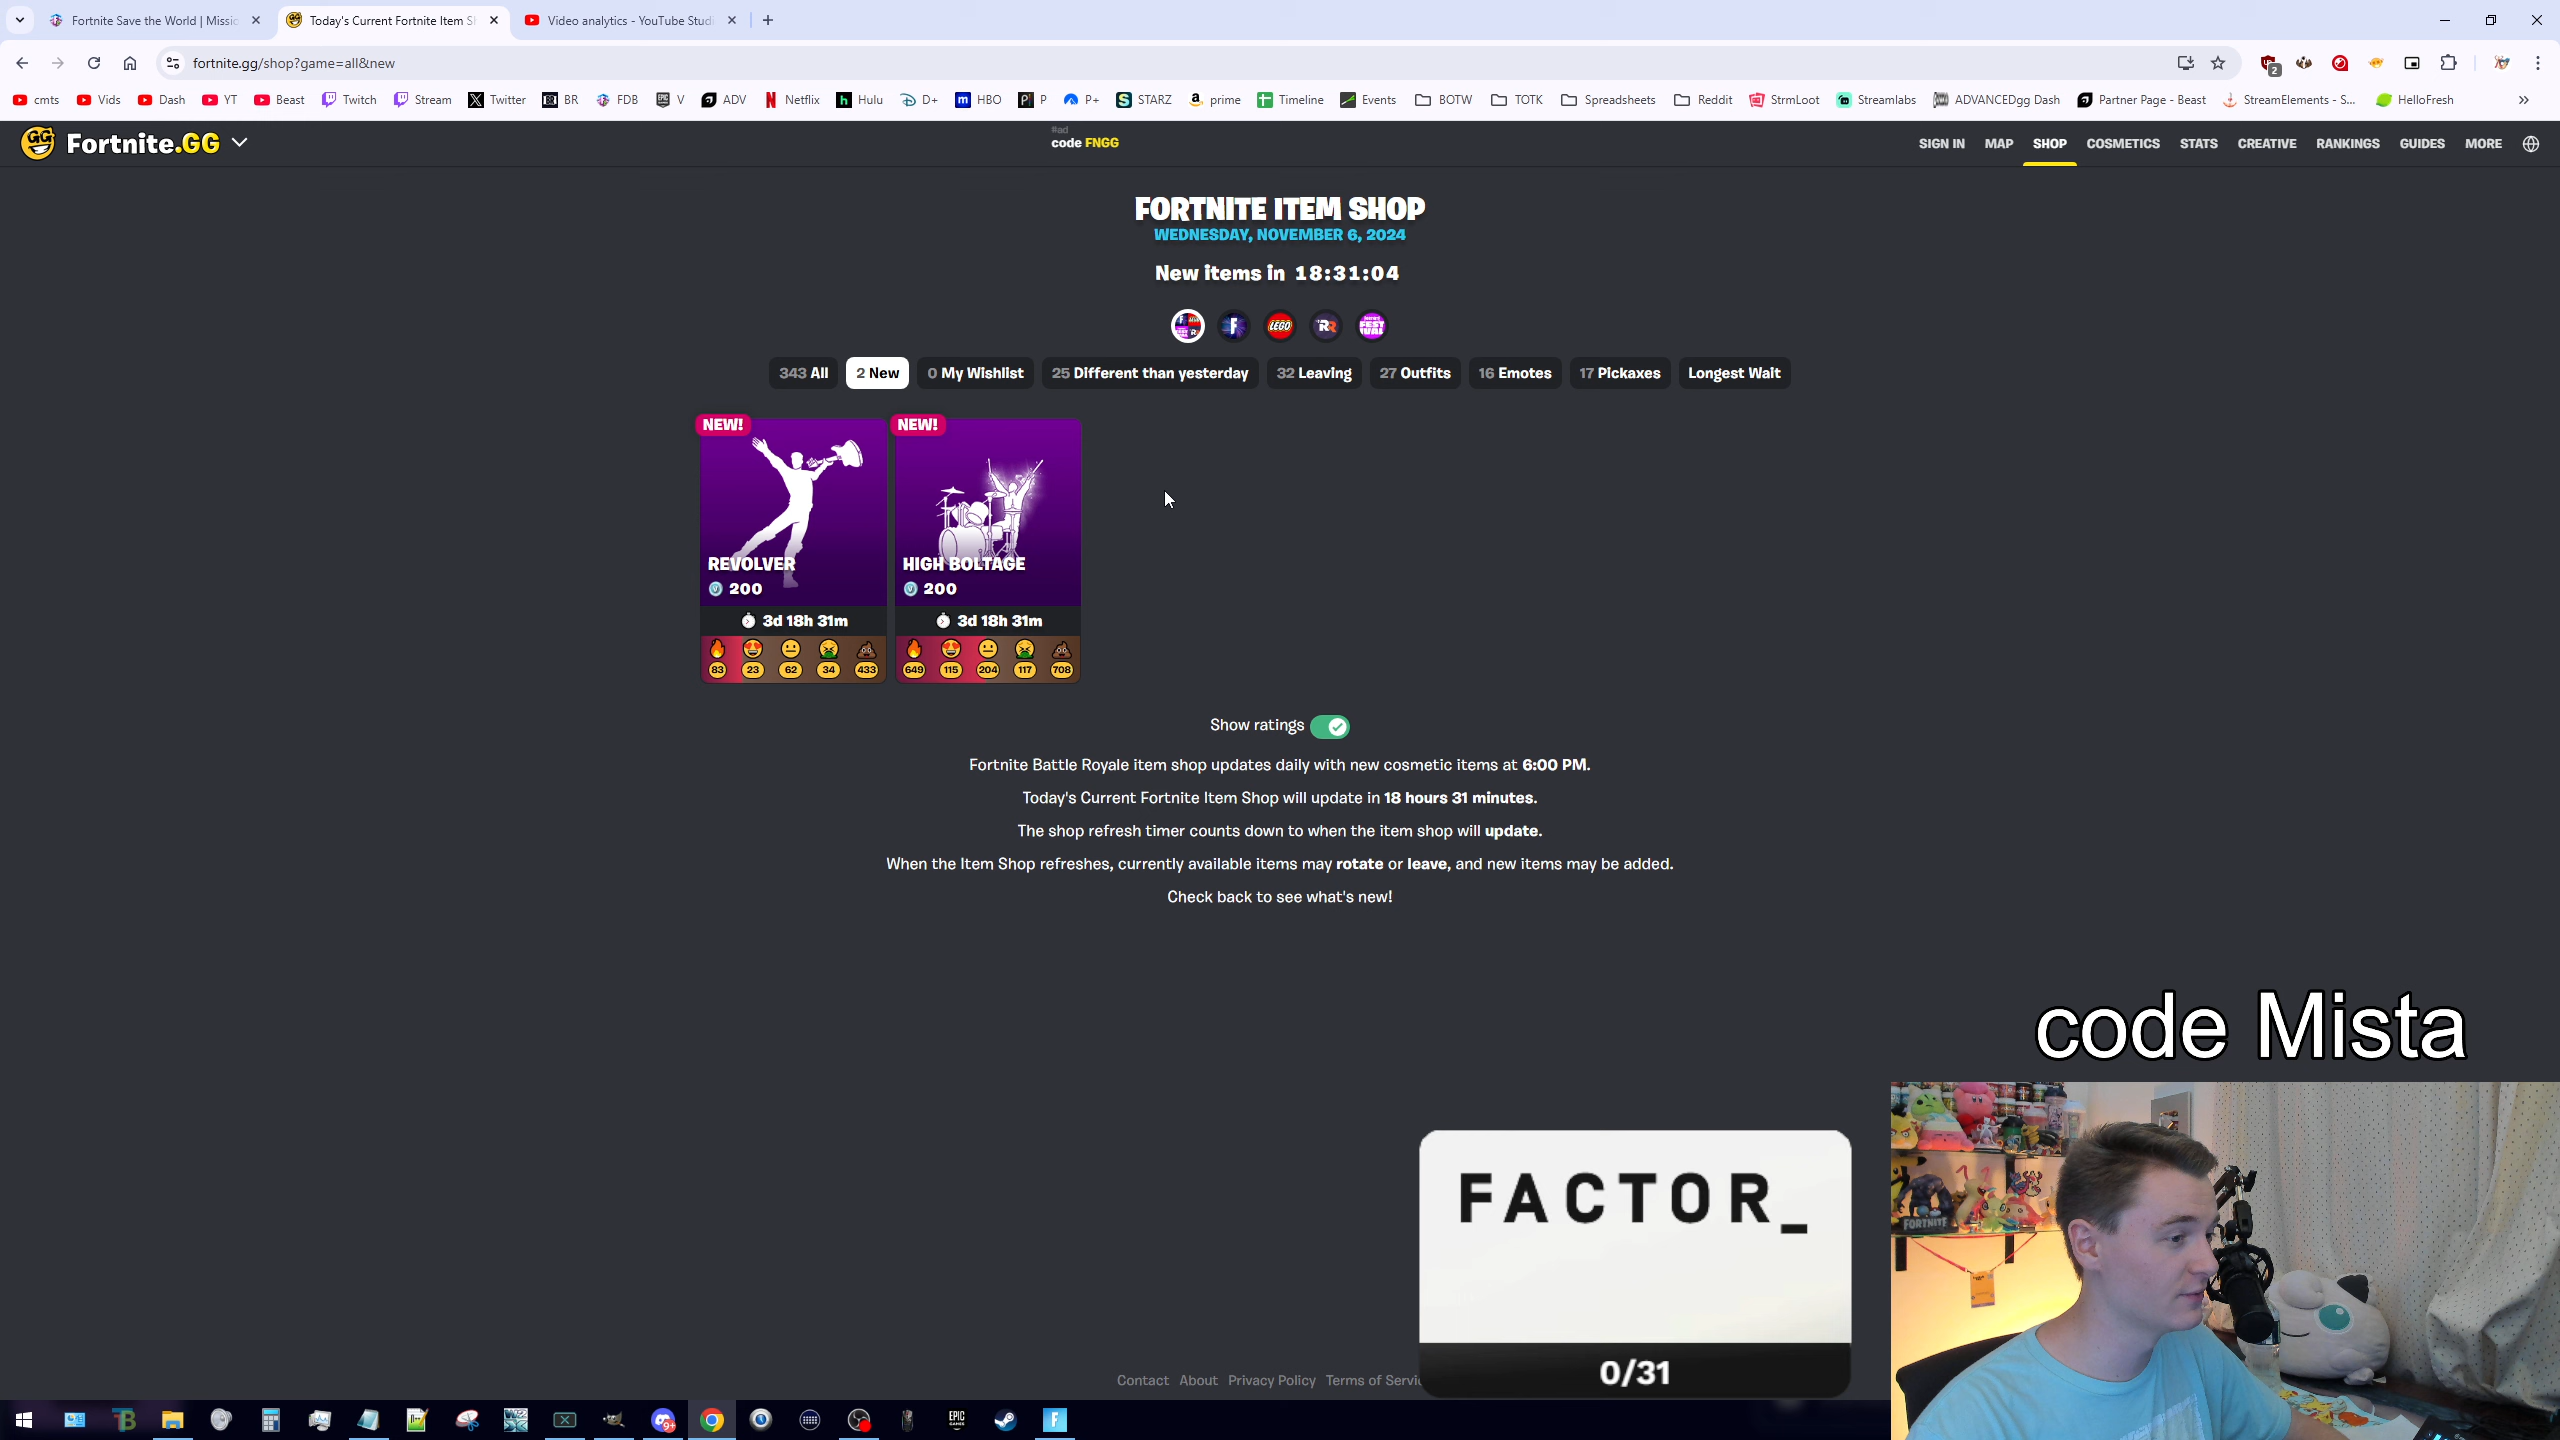 Fortnite Save the World | Missio
Today's Current Fortnite Item S
Video analytics - YouTube Studi
fortnite.gg/shop?game=all&new
2
cmts Vids Dash YT Beast Twitch Stream Twitter BR FDB V ADV Netflix Hulu D+ HBO P P+ STARZ prime Timeline Events BOTW TOTK Spreadsheets Reddit StrmLoot Streamlabs ADVANCEDgg Dash Partner Page - Beast StreamElements - S... HelloFresh
Fortnite.GG
#ad
code FNGG
SIGN IN MAP SHOP COSMETICS STATS CREATIVE RANKINGS GUIDES MORE
FORTNITE ITEM SHOP
WEDNESDAY, NOVEMBER 6, 2024
New items in 18:31:04
343 All 2 New 0 My Wishlist 25 Different than yesterday 32 Leaving 27 Outfits 16 Emotes 17 Pickaxes Longest Wait
NEW! NEW!
REVOLVER HIGH BOLTAGE
200 200
3d 18h 31m 3d 18h 31m
83 23 62 34 433 649 115 204 117 708
Show ratings
Fortnite Battle Royale item shop updates daily with new cosmetic items at 6:00 PM.
Today's Current Fortnite Item Shop will update in 18 hours 31 minutes.
The shop refresh timer counts down to when the item shop will update.
When the Item Shop refreshes, currently available items may rotate or leave, and new items may be added.
Check back to see what's new!
code Mista
FACTOR_
0/31
FORTNITE
Contact About Privacy Policy Terms of Servic
EPIC GAMES
9+